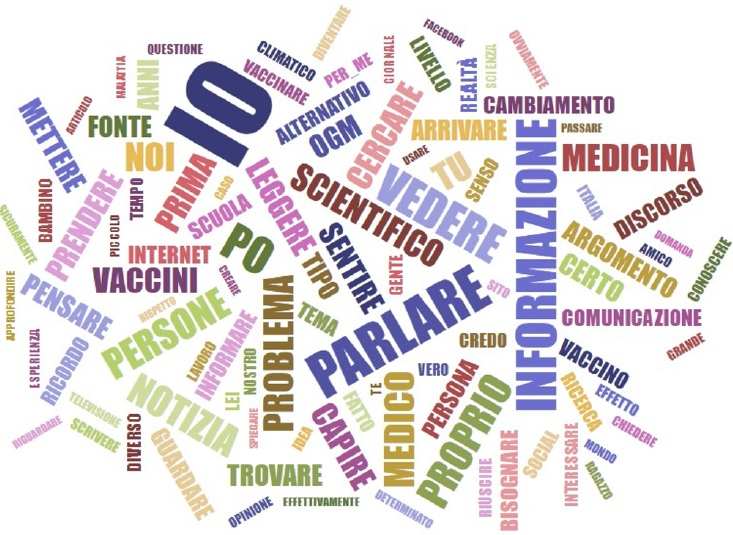 FACEBOOK
DIVENTARE
OVVIAMENTE
QUESTIONE
CLIMATICO
GIORNALE
LIVELLO
SCIENZA
MALATTIA
ANNI
IO
VACCINARE
PER_ME
REALTÀ
ARTICOLO
METTERE
ALTERNATIVO
CAMBIAMENTO
FONTE
OGM
CERCARE
ARRIVARE
PASSARE
NOI
PRIMA
USARE
TU
SENSO
MEDICINA
BAMBINO
PRENDERE
TEMPO
CASO
LEGGERE
SCIENTIFICO
VEDERE
INFORMAZIONE
ITALIA
DISCORSO
SICURAMENTE
PICCOLO
SCUOLA
SENTIRE
DOMANDA
INTERNET
PO
TIPO
GENTE
ARGOMENTO
AMICO
CONOSCERE
VACCINI
CREARE
CERTO
APPROFONDIRE
PENSARE
RISPETTO
PERSONE
PROBLEMA
TEMA
PARLARE
SITO
COMUNICAZIONE
ESPERIENZA
RICORDO
LAVORO
INFORMARE
NOSTRO
CREDO
GRANDE
VACCINO
VERO
LEI
TE
MEDICO
PERSONA
PROPRIO
RICERCA
EFFETTO
TELEVISIONE
NOTIZIA
SPIEGARE
FATTO
CAPIRE
CHIEDERE
RIGUARDARE
SCRIVERE
DIVERSO
GUARDARE
IDEA
BISOGNARE
SOCIAL
INTERESSARE
MONDO
TROVARE
RIUSCIRE
RAGAZZO
OPINIONE
EFFETTIVAMENTE
DETERMINATO